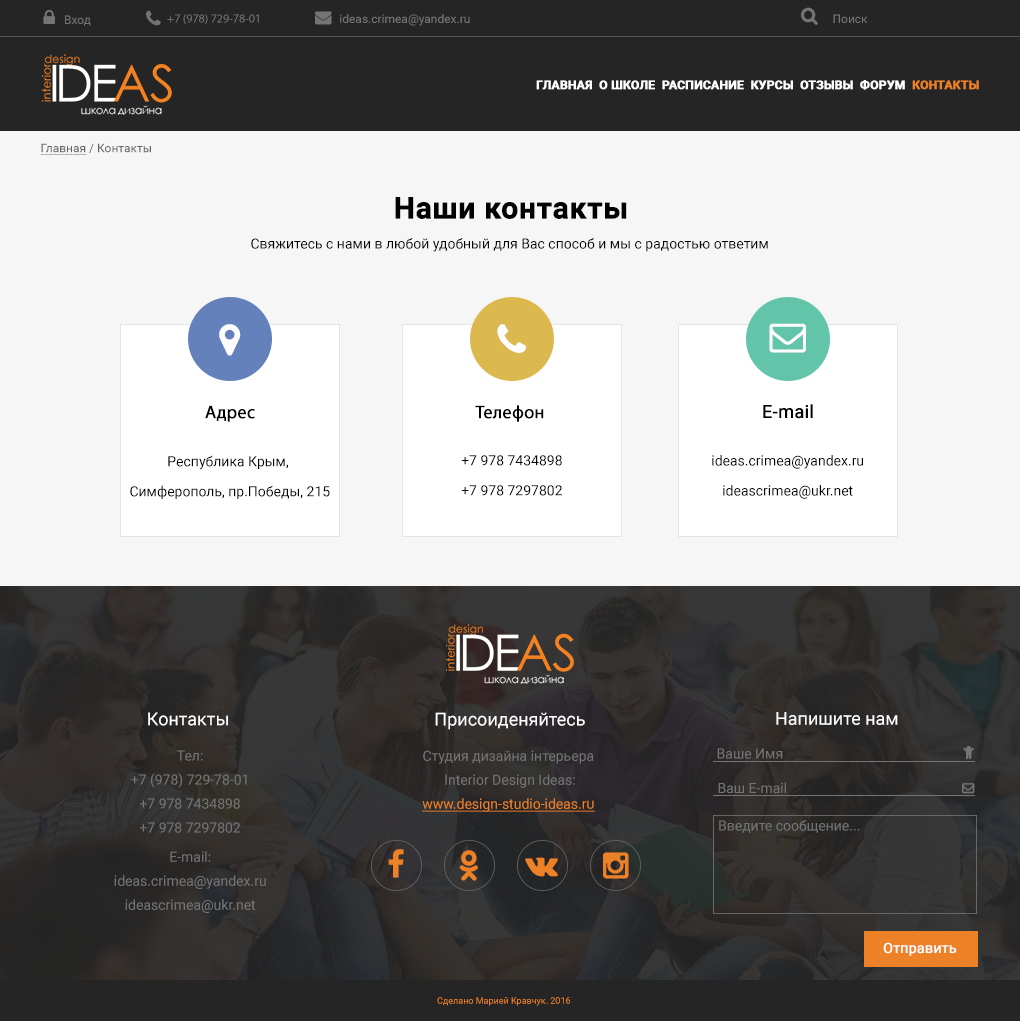 Вход
+7 (978) 729-78-01
ideas.crimea@yandex.ru
Поиск
interior design
IDEAS
школа дизайна
ГЛАВНАЯ О ШКОЛЕ РАСПИСАНИЕ КУРСЫ ОТЗЫВЫ ФОРУМ КОНТАКТЫ
Главная / Контакты
Наши контакты
Свяжитесь с нами в любой удобный для Вас способ и мы с радостью ответим
Адрес
Республика Крым,
Симферополь, пр.Победы, 215
Телефон
+7 978 7434898
+7 978 7297802
E-mail
ideas.crimea@yandex.ru
ideascrimea@ukr.net
interior design
IDEAS
школа дизайна
Контакты
Тел:
+7 (978) 729-78-01
+7 978 7434898
+7 978 7297802
E-mail:
ideas.crimea@yandex.ru
ideascrimea@ukr.net
Присоиденяйтесь
Студия дизайна інтерьера
Interior Design Ideas:
www.design-studio-ideas.ru
Напишите нам
Ваше Имя
Ваш E-mail
Введите сообщение...
Отправить
Сделано Марией Кравчук. 2016